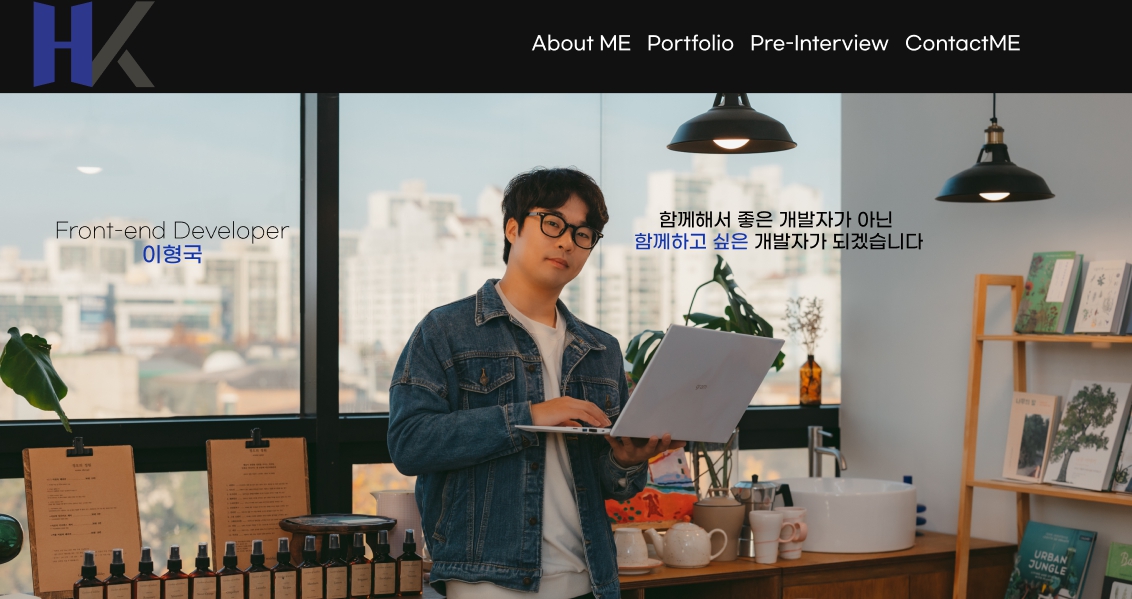 HK
About ME Portfolio Pre-Interview ContactME
Front-end Developer
이형국
함께해서 좋은 개발자가 아닌
함께하고 싶은 개발자가 되겠습니다
gram
URBAN
JUNGLE